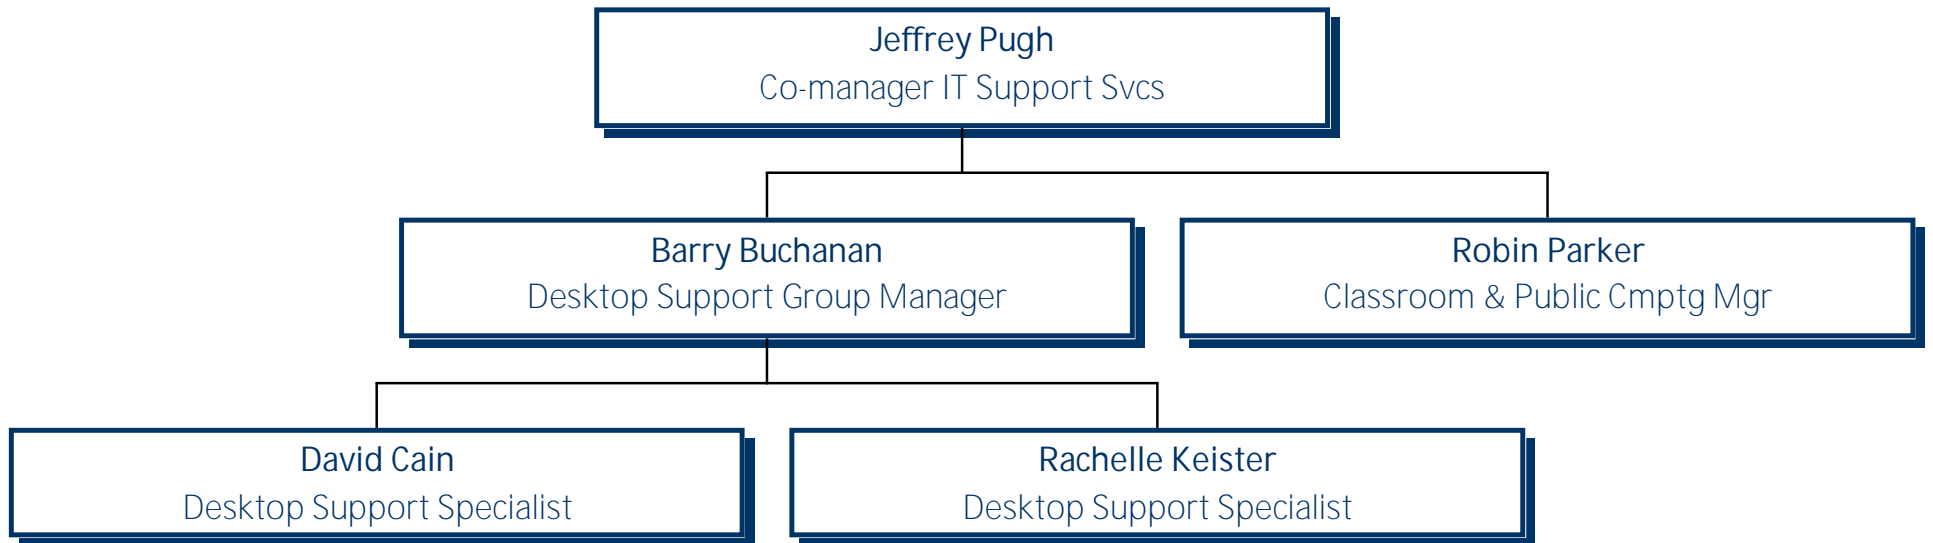 Jeffrey Pugh
Co-manager IT Support Svcs
Barry Buchanan
Desktop Support Group Manager
Robin Parker
Classroom & Public Cmptg Mgr
David Cain
Desktop Support Specialist
Rachelle Keister
Desktop Support Specialist